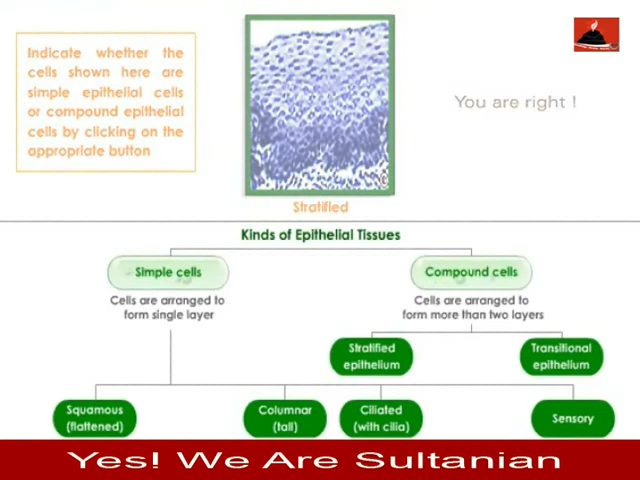 Indicate whether the
cells shown here are
simple epithelial cells
or compound epithelial
cells by clicking on the
appropriate button
You are right !
Stratified
Kinds of Epithelial Tissues
Simple cells
Compound cells
Cells are arranged to
form single layer
Cells are arranged to
form more than two layers
Stratified
epithelium
Transitional
epithelium
Squamous
(flattened)
Columnar
(tall)
Ciliated
(with cilia)
Sensory
Yes! We Are Sultanian